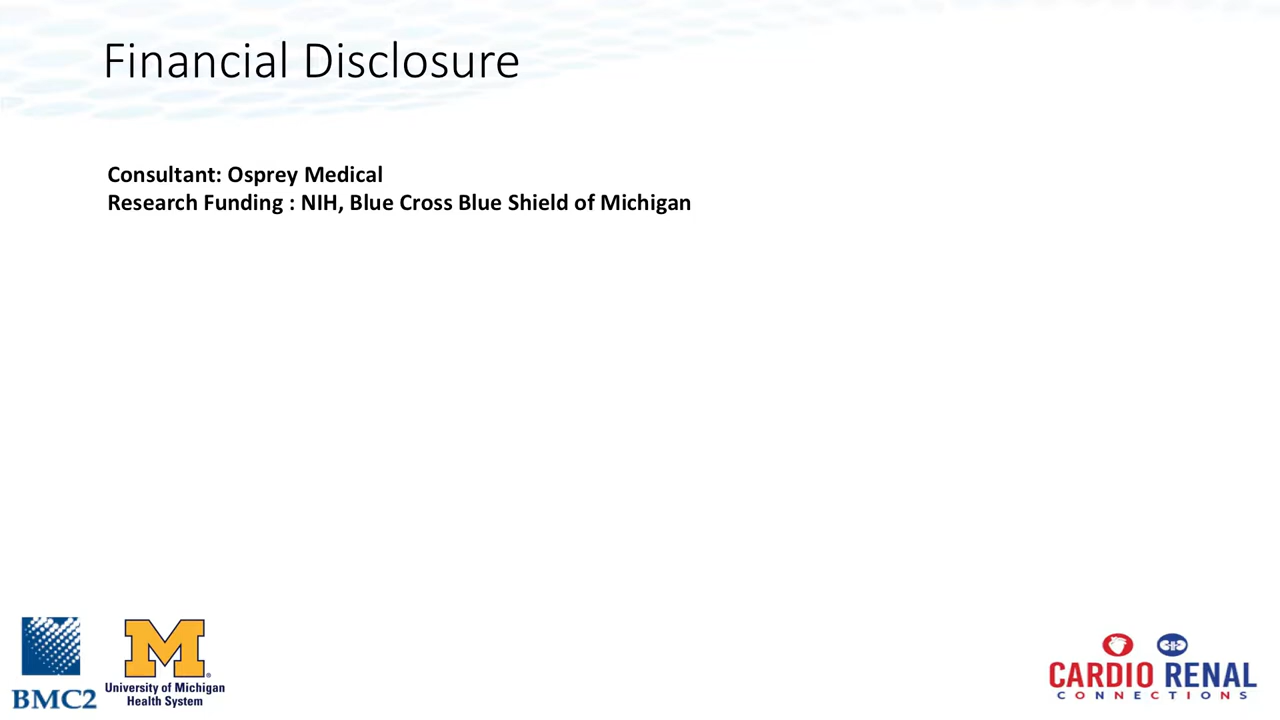 Financial Disclosure
Consultant: Osprey Medical
Research Funding : NIH, Blue Cross Blue Shield of Michigan
BMC2
M
®
University of Michigan
Health System
CARDIO RENAL
CONNECTIONS